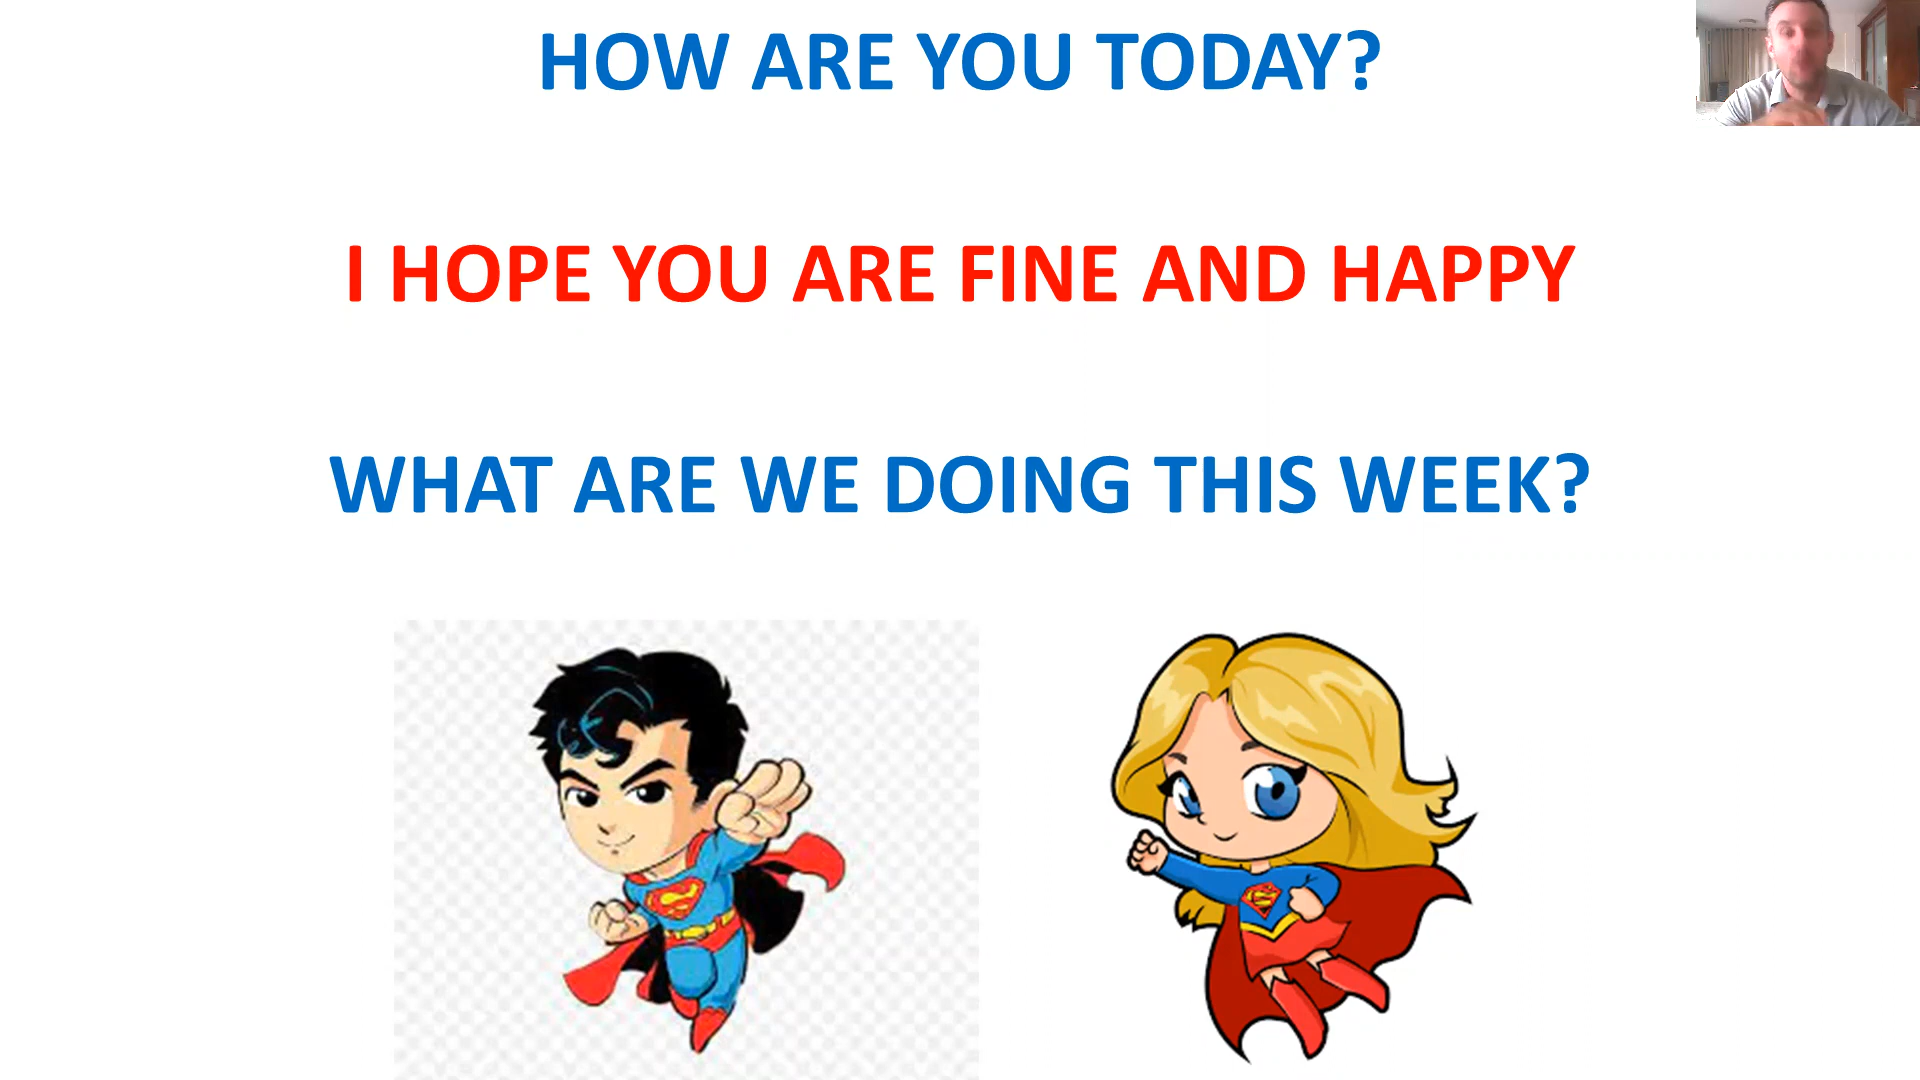 HOW ARE YOU TODAY?
I HOPE YOU ARE FINE AND HAPPY
WHAT ARE WE DOING THIS WEEK?